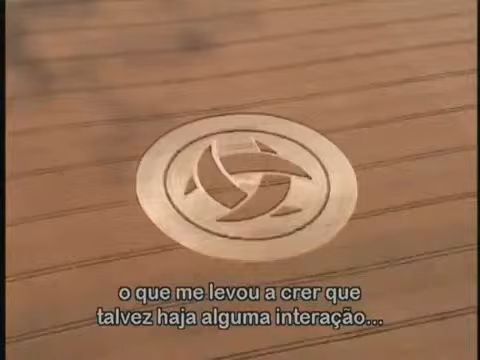 o que me levou a crer que
talvez haja alguma interação...